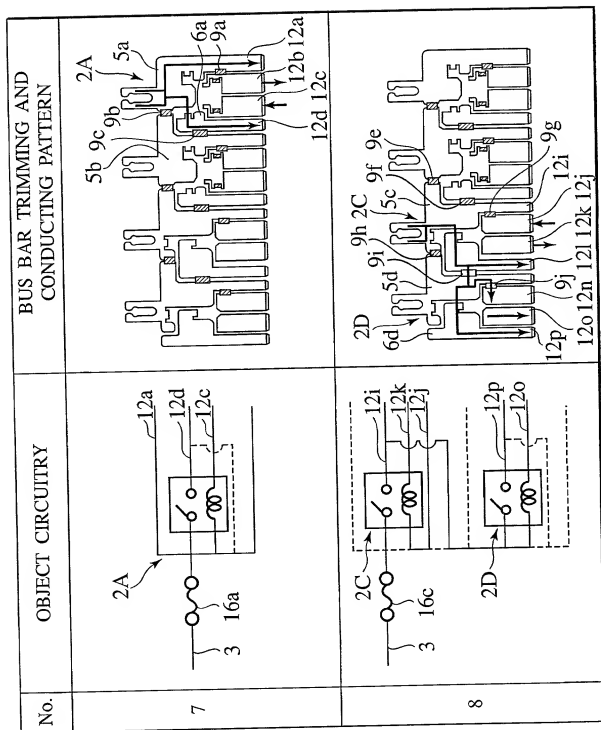 No.
OBJECT CIRCUITRY
BUS BAR TRIMMING AND
CONDUCTING PATTERN
7
3
16a
2A
12a
12d
12c
2A
5a
9b
9c
5b
6a
9a
12b
12a
12d
12c
8
3
16c
2C
12i
12k
12j
2D
12p
12o
9e
9f
5c
2C
9h
9i
5d
2D
6d
9g
12i
12j
12k
12l
9j
12n
12o
12p